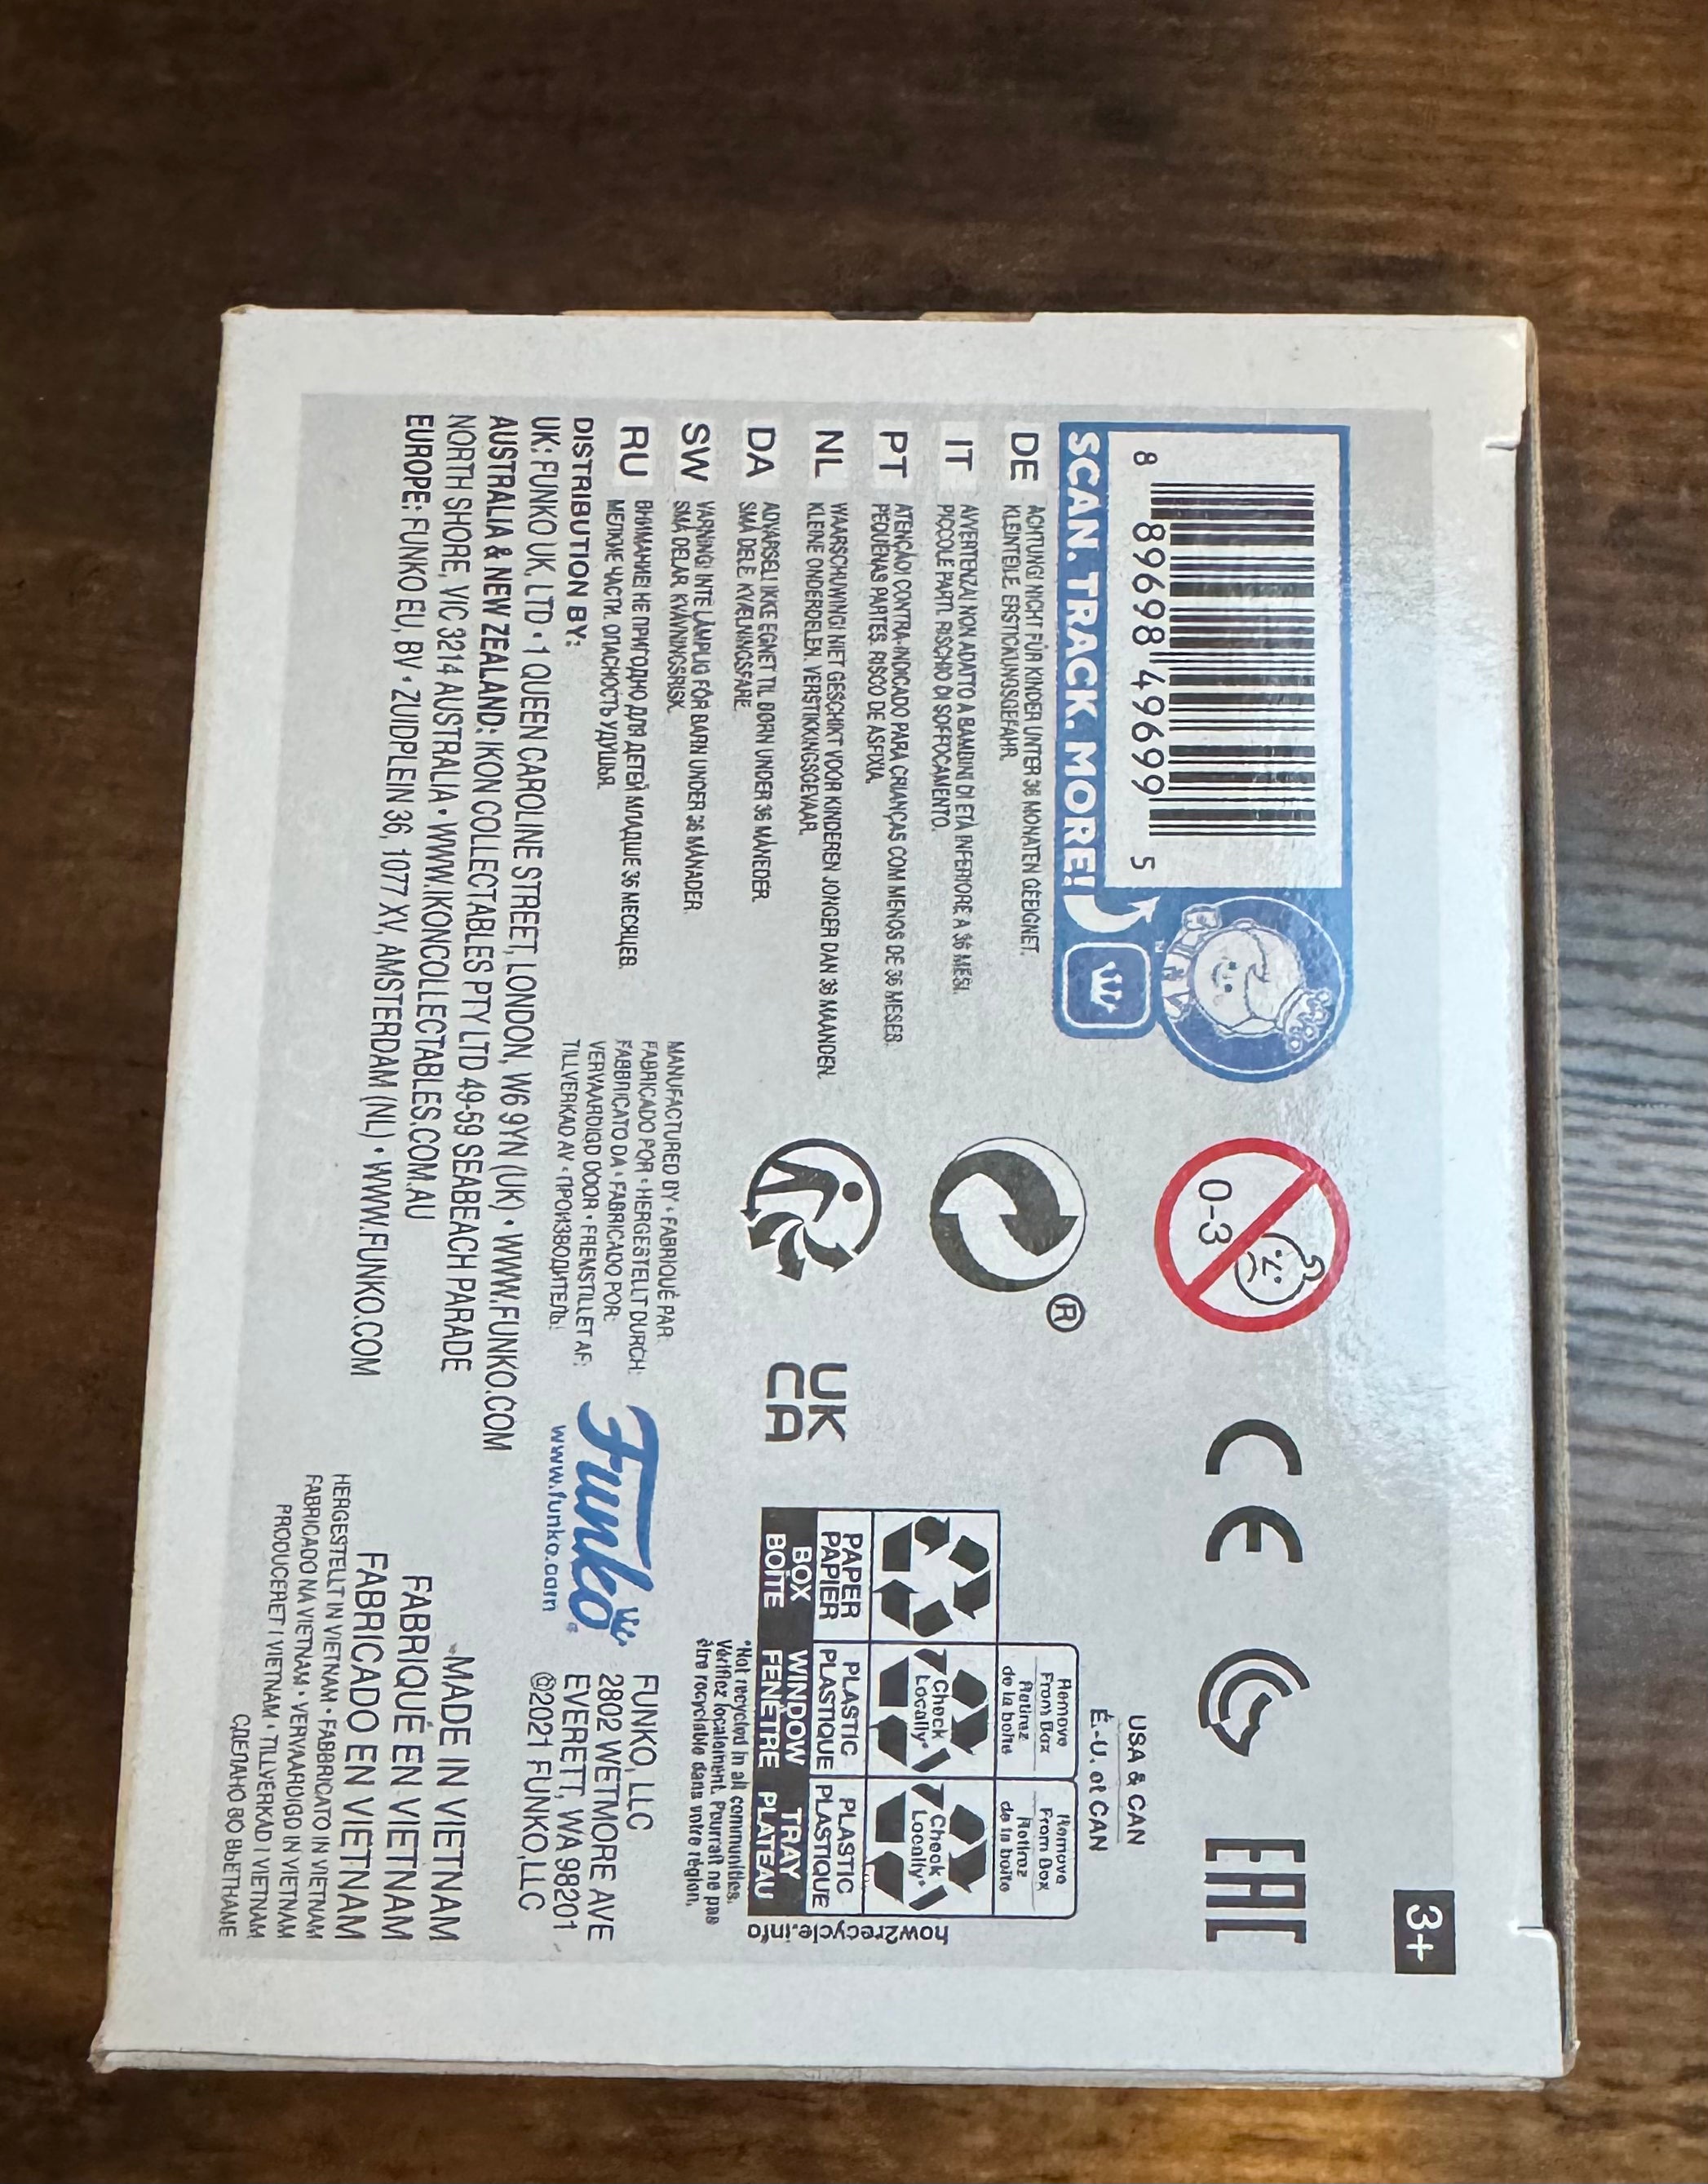 3+
8 89698 49699 5
SCAN. TRACK. MORE!
0-3
CE
EAC
DE ACHTUNG! NICHT FÜR KINDER UNTER 36 MONATEN GEEIGNET.
KLEINTEILE. ERSTICKUNGSGEFAHR.
IT AVVERTENZA! NON ADATTO A BAMBINI DI ETÀ INFERIORE A 36 MESI.
PICCOLE PARTI. RISCHIO DI SOFFOCAMENTO.
PT ATENÇÃO! CONTRA-INDICADO PARA CRIANÇAS COM MENOS DE 36 MESES.
PEQUENAS PARTES. RISCO DE ASFIXIA.
NL WAARSCHUWING! NIET GESCHIKT VOOR KINDEREN JONGER DAN 36 MAANDEN.
KLEINE ONDERDELEN. VERSTIKKINGSGEVAAR.
DA ADVARSEL! IKKE EGNET TIL BØRN UNDER 36 MÅNEDER.
SMÅ DELE. KVÆLNINGSFARE.
SW VARNING! INTE LÄMPLIG FÖR BARN UNDER 36 MÅNADER.
SMÅ DELAR. KVÄVNINGSRISK.
RU ВНИМАНИЕ! НЕ ПРИГОДНО ДЛЯ ДЕТЕЙ МЛАДШЕ 36 МЕСЯЦЕВ.
МЕЛКИЕ ЧАСТИ. ОПАСНОСТЬ УДУШЬЯ.
®
UK
CA
USA & CAN
É.-U. et CAN
Remove
From Box
Retirez
de la boîte
Remove
From Box
Retirez
de la boîte
Check
Locally*
Check
Locally*
PAPER
PAPIER
PLASTIC
PLASTIQUE
PLASTIC
PLASTIQUE
BOX
BOÎTE
WINDOW
FENÊTRE
TRAY
PLATEAU
how2recycle.info
*Not recycled in all communities.
Vérifiez localement. Pourrait ne pas
être recyclable dans votre région.
MANUFACTURED BY • FABRIQUÉ PAR:
FABRICADO POR • HERGESTELLT DURCH:
FABBRICATO DA • FABRICADO POR:
VERVAARDIGD DOOR • FREMSTILLET AF:
TILLVERKAD AV • ПРОИЗВОДИТЕЛЬ:
Funko
www.funko.com
FUNKO, LLC
2802 WETMORE AVE
EVERETT, WA 98201
©2021 FUNKO,LLC
DISTRIBUTION BY:
UK: FUNKO UK, LTD • 1 QUEEN CAROLINE STREET, LONDON, W6 9YN (UK) • WWW.FUNKO.COM
AUSTRALIA & NEW ZEALAND: IKON COLLECTABLES PTY LTD 49-59 SEABEACH PARADE
NORTH SHORE, VIC 3214 AUSTRALIA • WWW.IKONCOLLECTABLES.COM.AU
EUROPE: FUNKO EU, BV • ZUIDPLEIN 36, 1077 XV, AMSTERDAM (NL) • WWW.FUNKO.COM
MADE IN VIETNAM
FABRIQUÉ EN VIETNAM
FABRICADO EN VIETNAM
HERGESTELLT IN VIETNAM • FABBRICATO IN VIETNAM
FABRICADO NA VIETNAM • VERVAARDIGD IN VIETNAM
PRODUCERET I VIETNAM • TILLVERKAD I VIETNAM
СДЕЛАНО ВО ВЬЕТНАМЕ